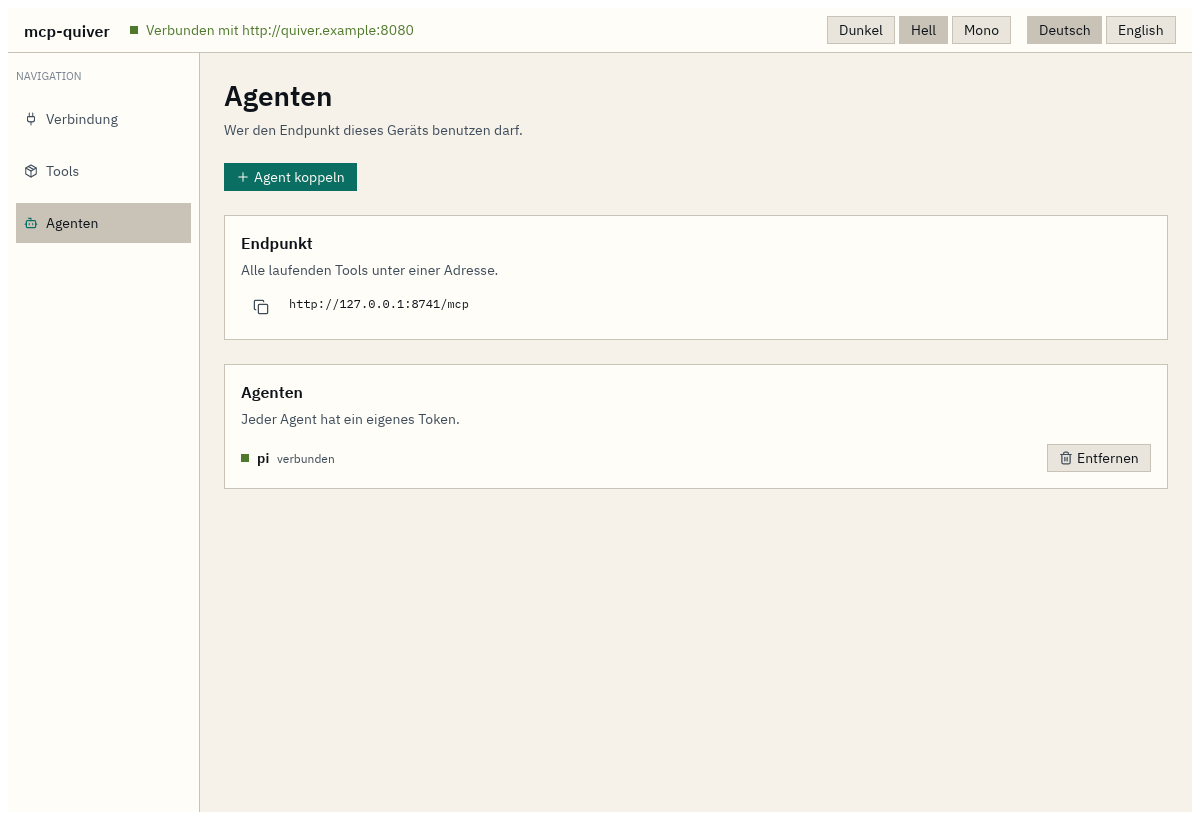 mcp-quiver
Verbunden mit http://quiver.example:8080
Dunkel
Hell
Mono
Deutsch
English
NAVIGATION
Verbindung
Tools
Agenten
Agenten
Wer den Endpunkt dieses Geräts benutzen darf.
Agent koppeln
Endpunkt
Alle laufenden Tools unter einer Adresse.
http://127.0.0.1:8741/mcp
Agenten
Jeder Agent hat ein eigenes Token.
pi verbunden
Entfernen